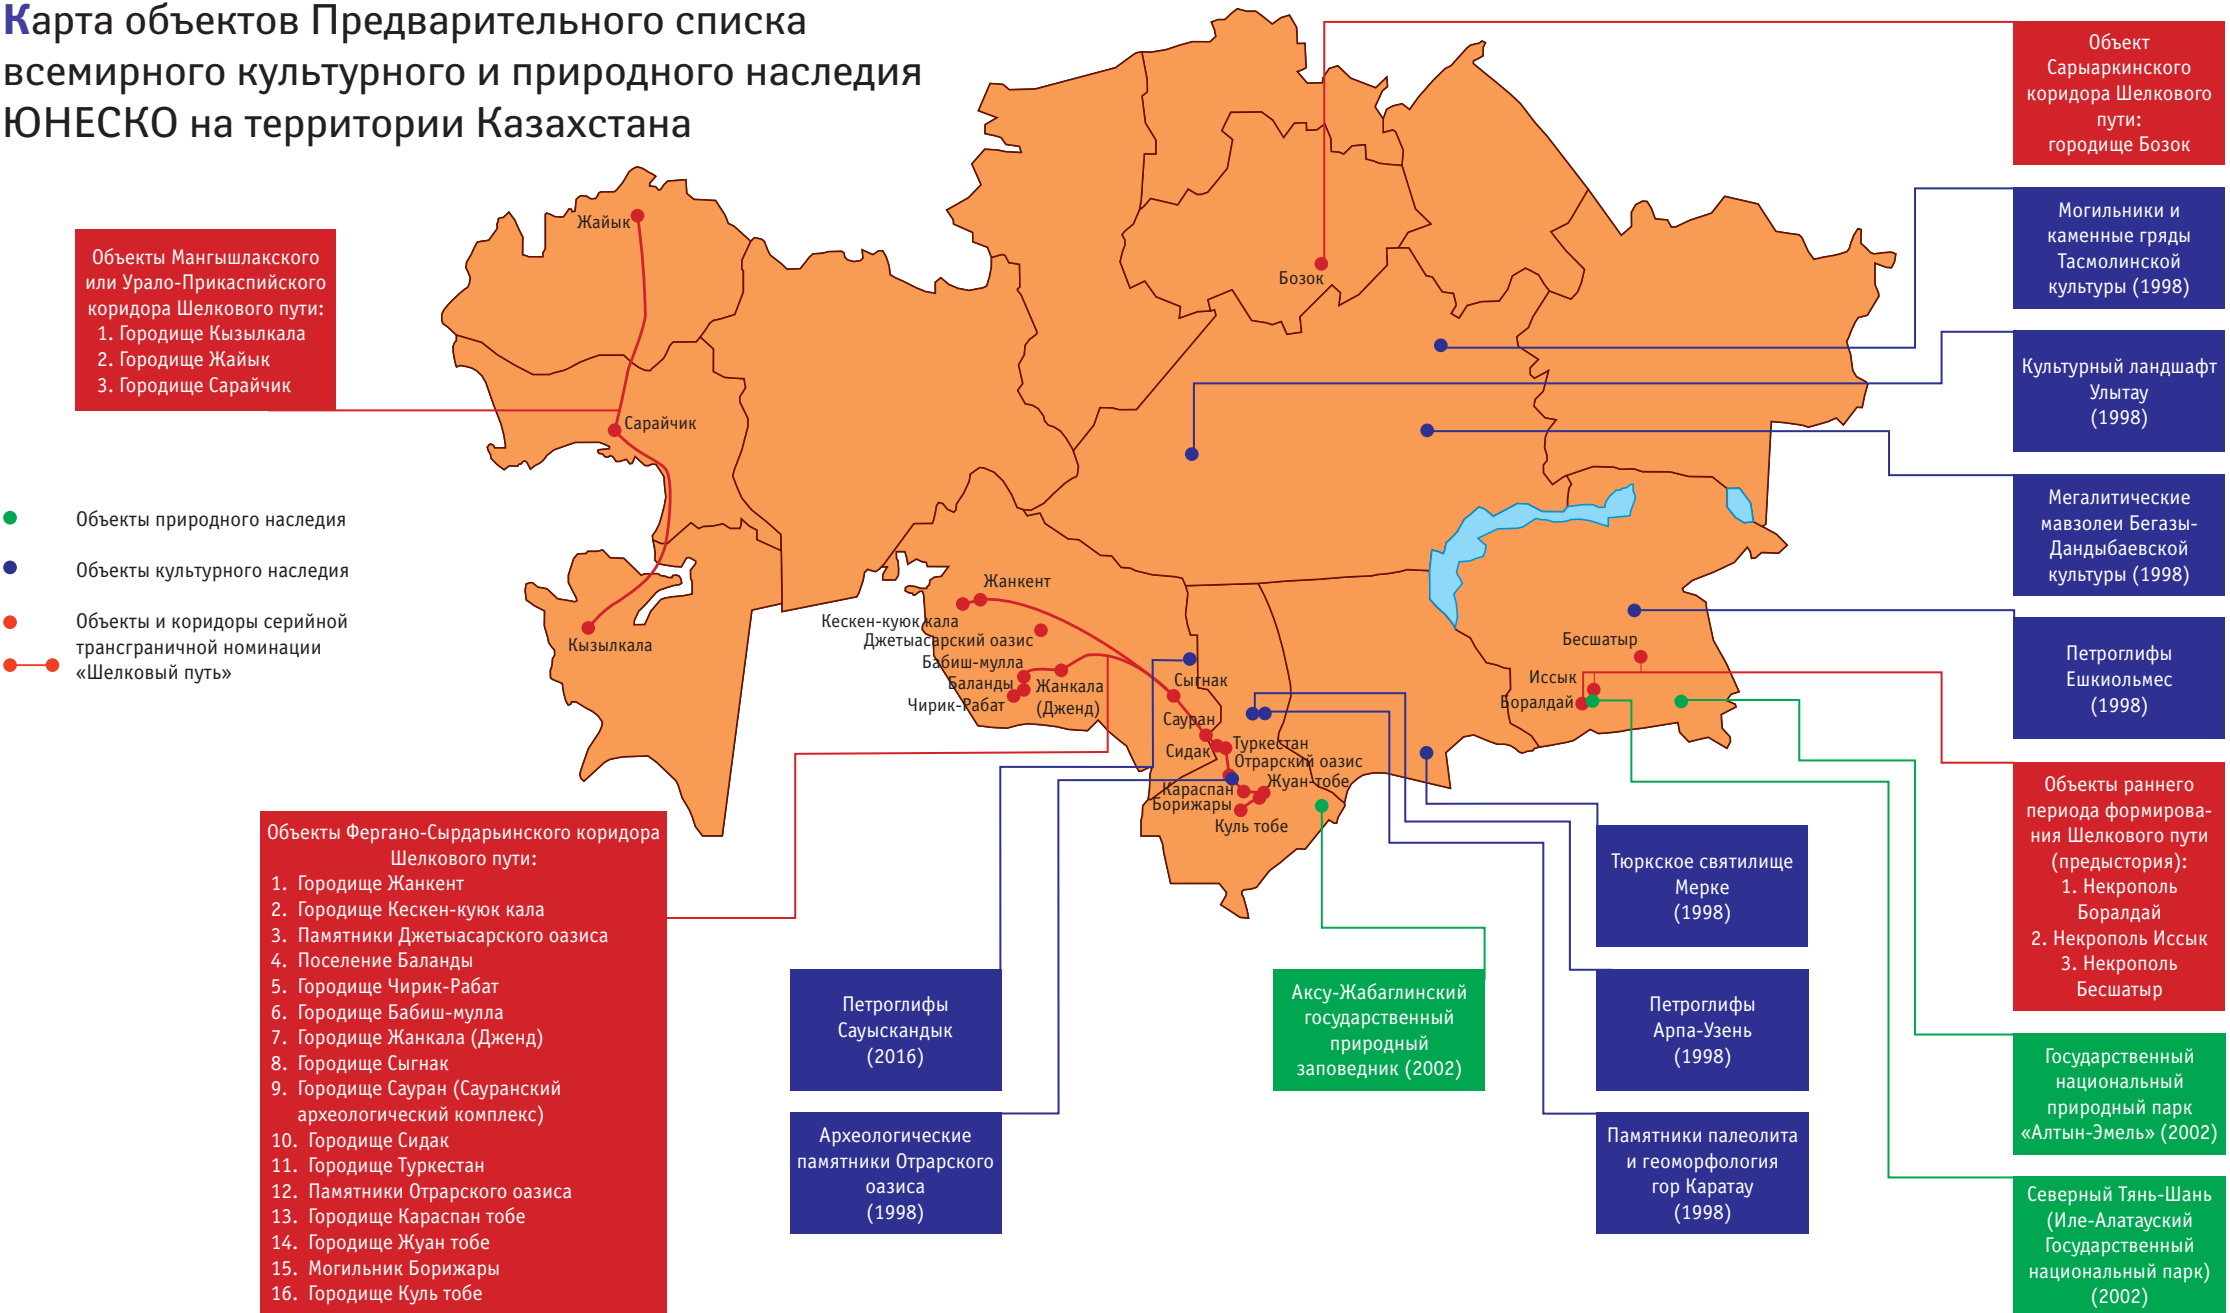 Карта объектов Предварительного списка
всемирного культурного и природного наследия
ЮНЕСКО на территории Казахстана
Объекты Мангышлакского
или Урало-Прикаспийского
коридора Шелкового пути:
1. Городище Кызылкала
2. Городище Жайык
3. Городище Сарайчик
Объекты природного наследия
Объекты культурного наследия
Объекты и коридоры серийной
трансграничной номинации
«Шелковый путь»
Жайык
Сарайчик
Кызылкала
Бозок
Жанкент
Кескен-куюк кала
Джетыасарский оазис
Бабиш-мулла
Баланды
Чирик-Рабат
Жанкала
(Дженд)
Сыгнак
Сауран
Сидак
Туркестан
Отрарский оазис
Жуан-тобе
Караспан
Борижары
Куль тобе
Бесшатыр
Иссык
Боралдай
Объекты Фергано-Сырдарьинского коридора
Шелкового пути:
1. Городище Жанкент
2. Городище Кескен-куюк кала
3. Памятники Джетыасарского оазиса
4. Поселение Баланды
5. Городище Чирик-Рабат
6. Городище Бабиш-мулла
7. Городище Жанкала (Дженд)
8. Городище Сыгнак
9. Городище Сауран (Сауранский
археологический комплекс)
10. Городище Сидак
11. Городище Туркестан
12. Памятники Отрарского оазиса
13. Городище Караспан тобе
14. Городище Жуан тобе
15. Могильник Борижары
16. Городище Куль тобе
Петроглифы
Сауыскандык
(2016)
Археологические
памятники Отрарского
оазиса
(1998)
Аксу-Жабаглинский
государственный
природный
заповедник (2002)
Тюркское святилище
Мерке
(1998)
Петроглифы
Арпа-Узень
(1998)
Памятники палеолита
и геоморфология
гор Каратау
(1998)
Объект
Сарыаркинского
коридора Шелкового
пути:
городище Бозок
Могильники и
каменные гряды
Тасмолинской
культуры (1998)
Культурный ландшафт
Улытау
(1998)
Мегалитические
мавзолеи Бегазы-
Дандыбаевской
культуры (1998)
Петроглифы
Ешкиольмес
(1998)
Объекты раннего
периода формирова-
ния Шелкового пути
(предыстория):
1. Некрополь
Боралдай
2. Некрополь Иссык
3. Некрополь
Бесшатыр
Государственный
национальный
природный парк
«Алтын-Эмель» (2002)
Северный Тянь-Шань
(Иле-Алатауский
Государственный
национальный парк)
(2002)